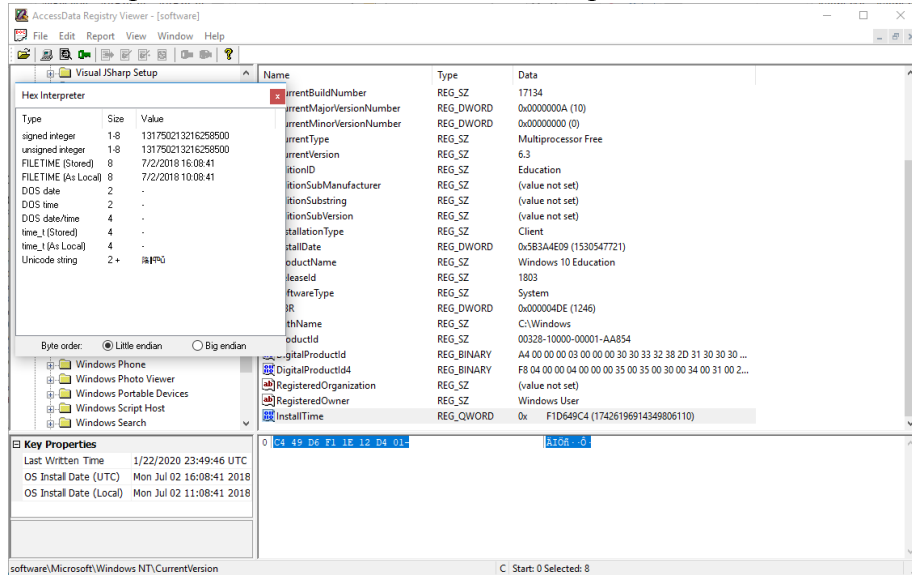 AccessData Registry Viewer - [software]
File Edit Report View Window Help
Visual JSharp Setup
Hex Interpreter x
Type Size Value
signed integer 1-8 131750213216258500
unsigned integer 1-8 131750213216258500
FILETIME (Stored) 8 7/2/2018 16:08:41
FILETIME (As Local) 8 7/2/2018 10:08:41
DOS date 2 -
DOS time 2 -
DOS date/time 4 -
time_t (Stored) 4 -
time_t (As Local) 4 -
Unicode string 2 +
Byte order: Little endian Big endian
Windows Phone
Windows Photo Viewer
Windows Portable Devices
Windows Script Host
Windows Search
Name Type Data
urrentBuildNumber REG_SZ 17134
urrentMajorVersionNumber REG_DWORD 0x0000000A (10)
urrentMinorVersionNumber REG_DWORD 0x00000000 (0)
urrentType REG_SZ Multiprocessor Free
urrentVersion REG_SZ 6.3
itionID REG_SZ Education
itionSubManufacturer REG_SZ (value not set)
itionSubstring REG_SZ (value not set)
itionSubVersion REG_SZ (value not set)
stallationType REG_SZ Client
stallDate REG_DWORD 0x5B3A4E09 (1530547721)
oductName REG_SZ Windows 10 Education
eleaseId REG_SZ 1803
ftwareType REG_SZ System
BR REG_DWORD 0x000004DE (1246)
thName REG_SZ C:\Windows
oductId REG_SZ 00328-10000-00001-AA854
DigitalProductId REG_BINARY A4 00 00 00 03 00 00 00 30 30 33 32 38 2D 31 30 30 30 ...
DigitalProductId4 REG_BINARY F8 04 00 00 04 00 00 00 35 00 35 00 30 00 34 00 31 00 2...
RegisteredOrganization REG_SZ (value not set)
RegisteredOwner REG_SZ Windows User
InstallTime REG_QWORD 0x F1D649C4 (17426196914349806110)
Key Properties
Last Written Time 1/22/2020 23:49:46 UTC
OS Install Date (UTC) Mon Jul 02 16:08:41 2018
OS Install Date (Local) Mon Jul 02 11:08:41 2018
0 C4 49 D6 F1 1E 12 D4 01- ÄIÖñ··Ô·
software\Microsoft\Windows NT\CurrentVersion C Start: 0 Selected: 8